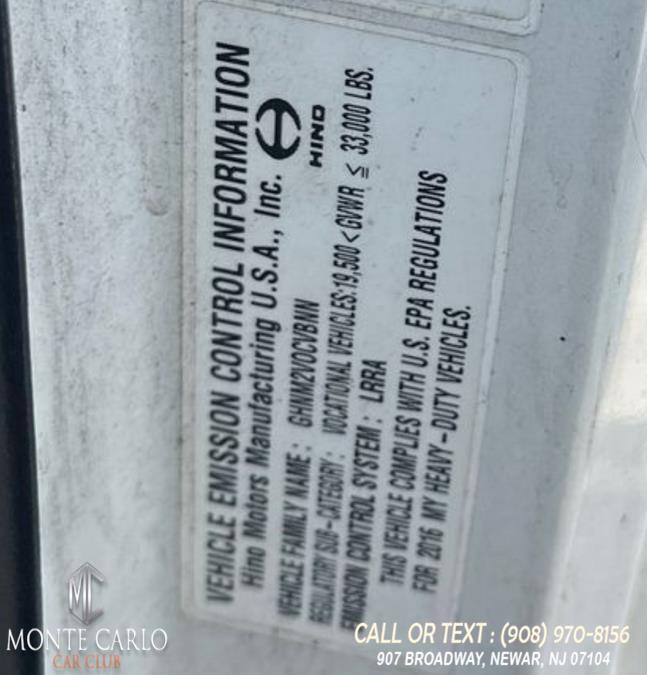 VEHICLE EMISSION CONTROL INFORMATION
Hino Motors Manufacturing U.S.A., Inc.
HINO
VEHICLE FAMILY NAME : GHNM2VOCVBNN
REGULATORY SUB-CATEGORY : VOCATIONAL VEHICLES:19,500 < GVWR ≦ 33,000 LBS.
EMISSION CONTROL SYSTEM : LRRA
THIS VEHICLE COMPLIES WITH U.S. EPA REGULATIONS
FOR 2016 MY HEAVY-DUTY VEHICLES.
MC
MONTE CARLO
CAR CLUB
CALL OR TEXT : (908) 970-8156
907 BROADWAY, NEWAR, NJ 07104